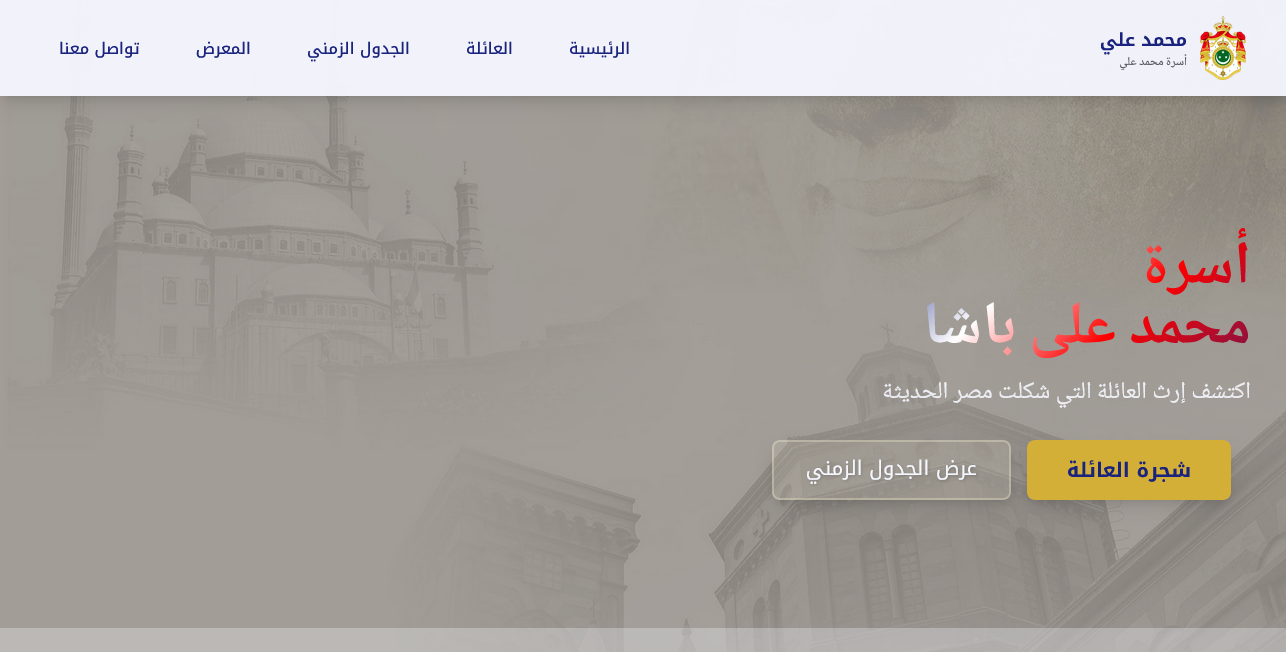 محمد علي
أسرة محمد علي
الرئيسية
العائلة
الجدول الزمني
المعرض
تواصل معنا
أسرة
محمد على باشا
اكتشف إرث العائلة التي شكلت مصر الحديثة
شجرة العائلة
عرض الجدول الزمني